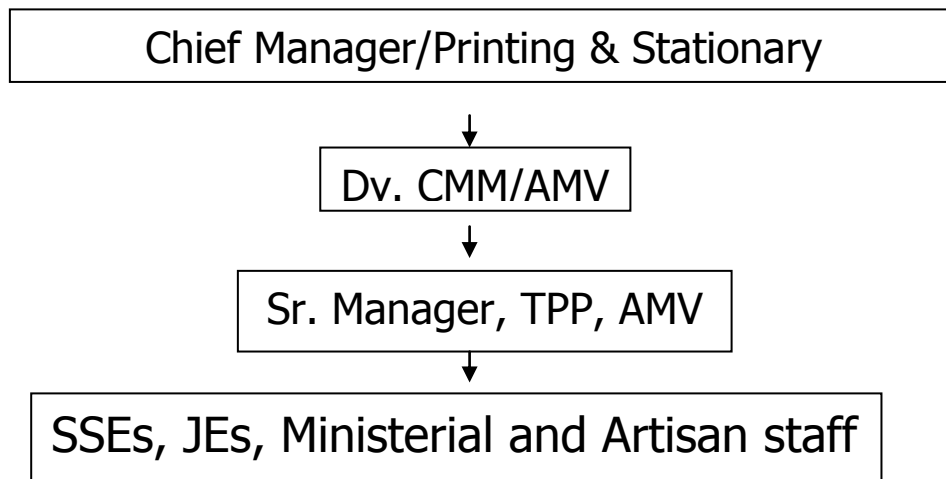 Chief Manager/Printing & Stationary
Dv. CMM/AMV
Sr. Manager, TPP, AMV
SSEs, JEs, Ministerial and Artisan staff